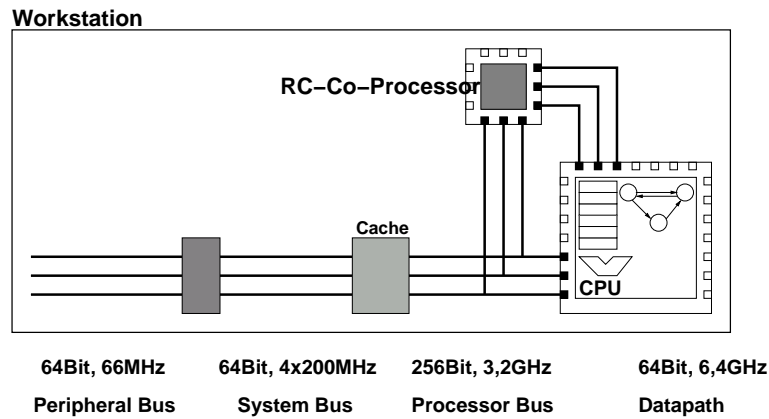 Workstation
RC–Co–Processor
Cache
CPU
64Bit, 66MHz 64Bit, 4x200MHz 256Bit, 3,2GHz 64Bit, 6,4GHz
Peripheral Bus System Bus Processor Bus Datapath